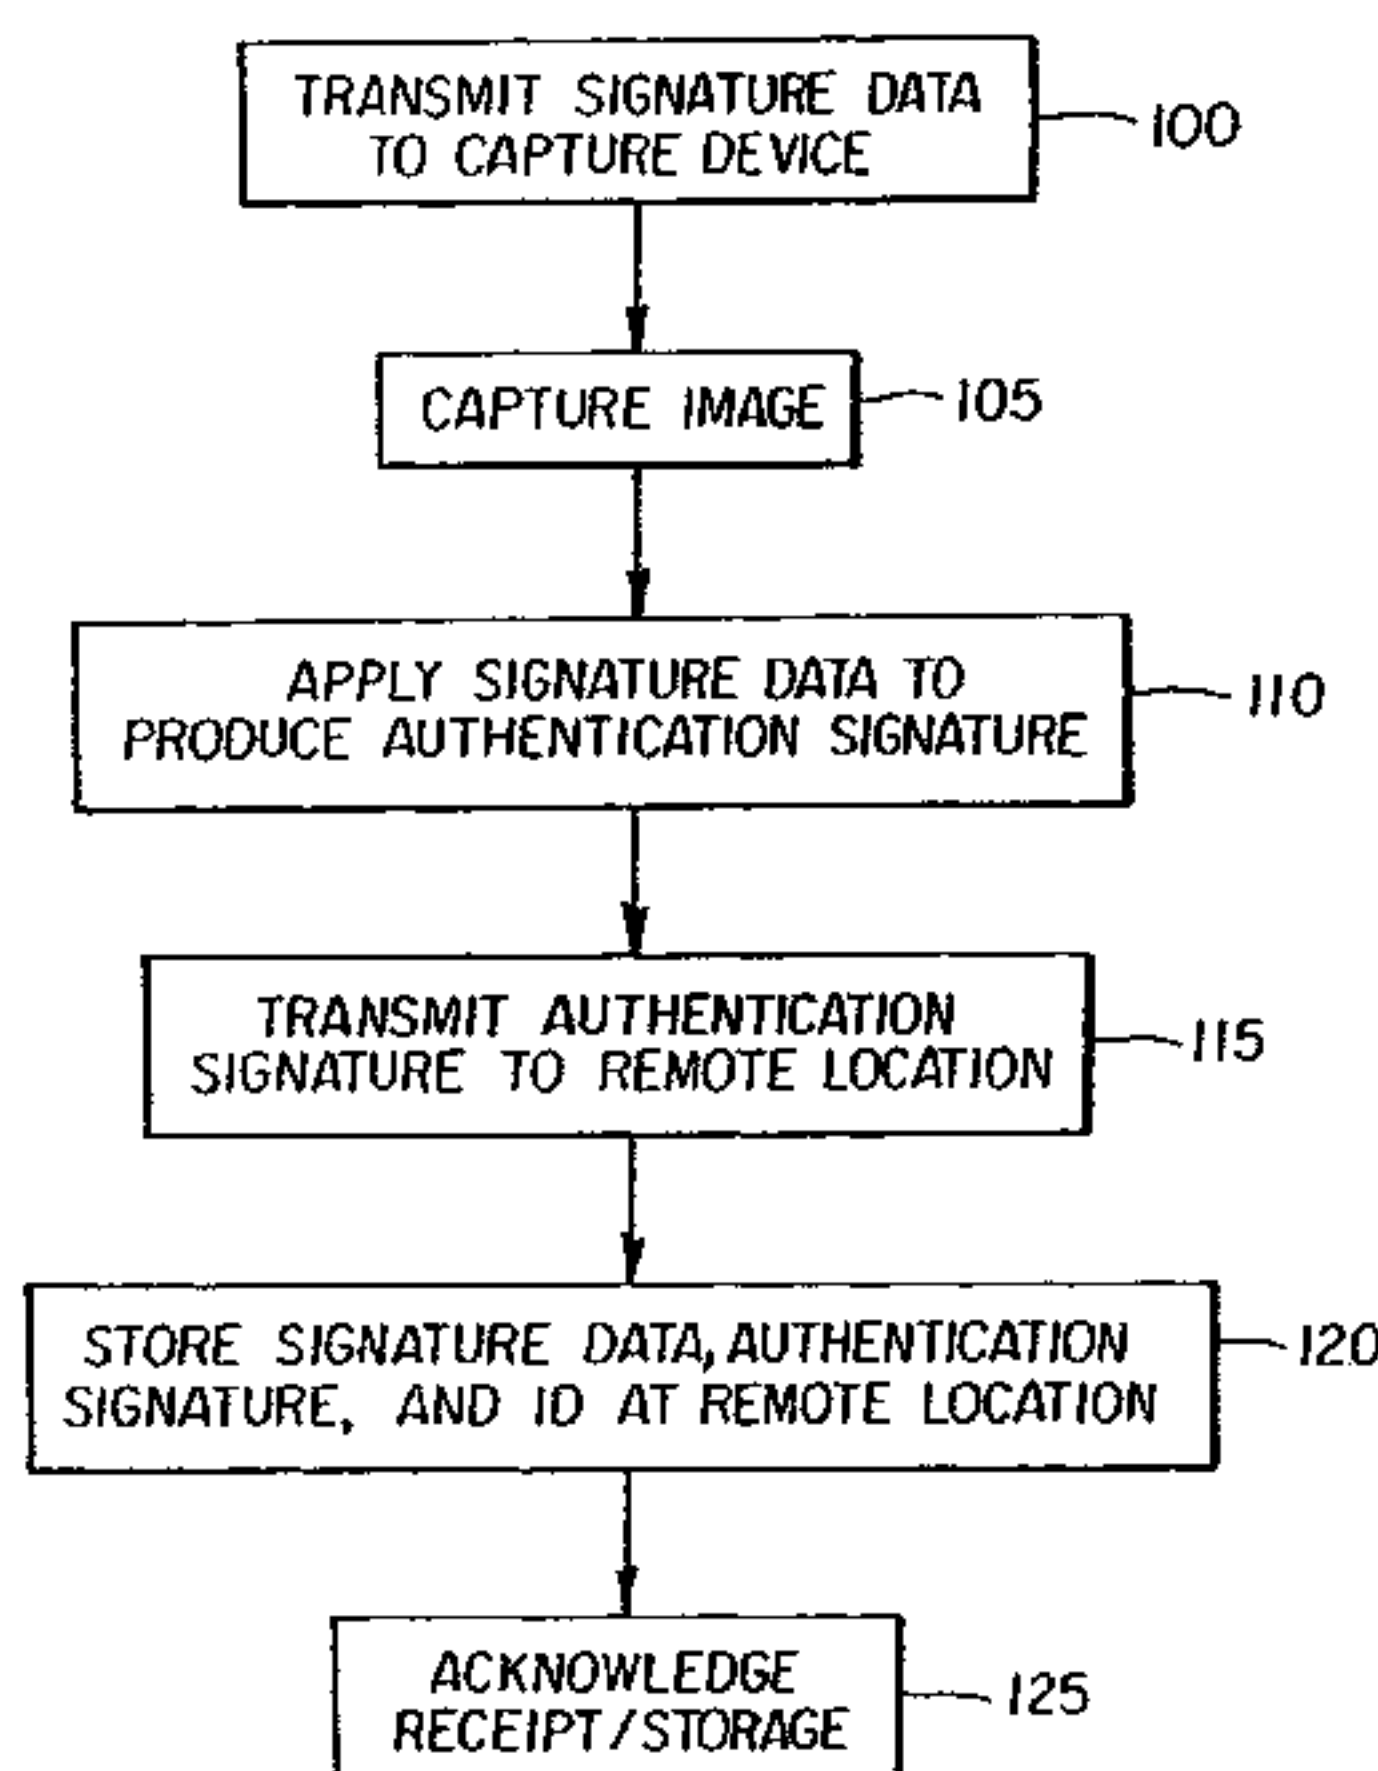 TRANSMIT SIGNATURE DATA
TO CAPTURE DEVICE
100
CAPTURE IMAGE
105
APPLY SIGNATURE DATA TO
PRODUCE AUTHENTICATION SIGNATURE
110
TRANSMIT AUTHENTICATION
SIGNATURE TO REMOTE LOCATION
115
STORE SIGNATURE DATA, AUTHENTICATION
SIGNATURE, AND ID AT REMOTE LOCATION
120
ACKNOWLEDGE
RECEIPT/STORAGE
125